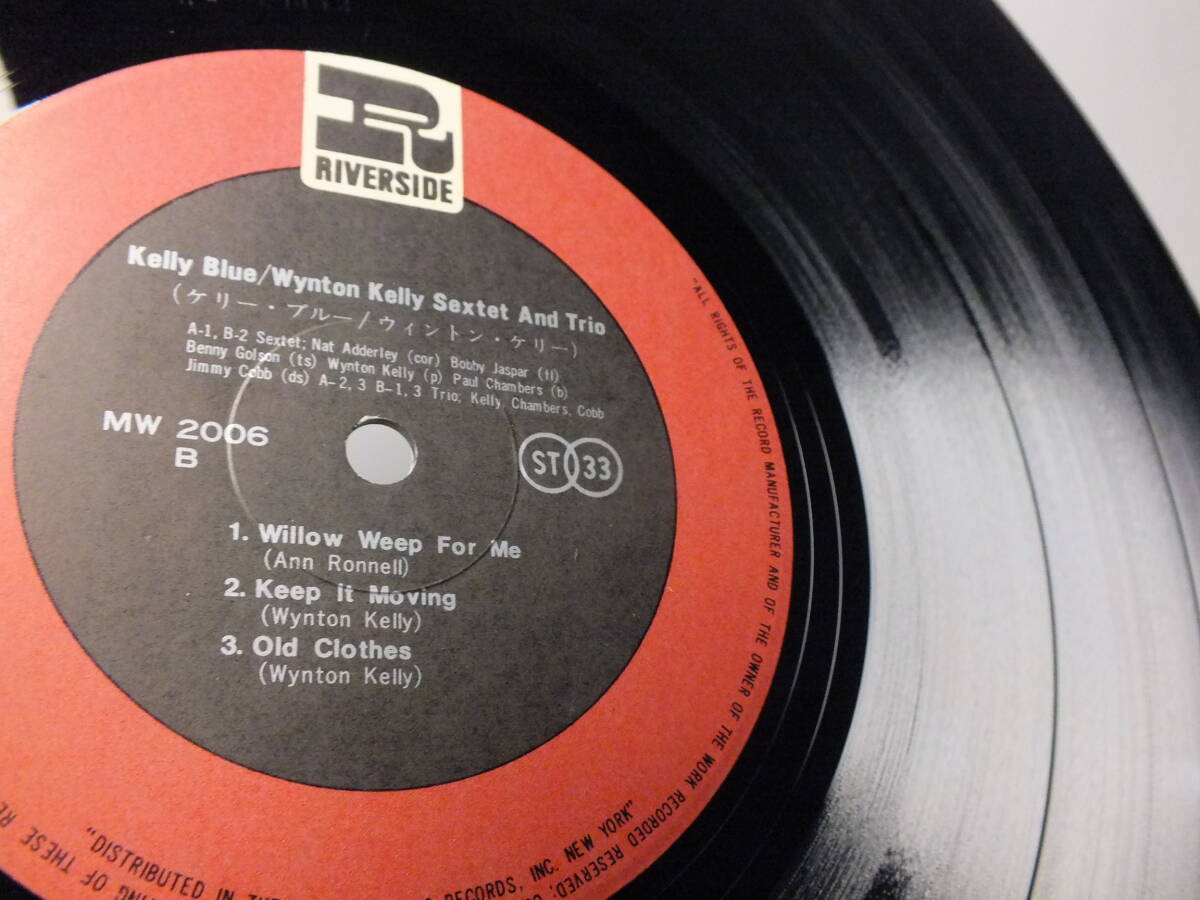 R
RIVERSIDE
Kelly Blue/Wynton Kelly Sextet And Trio
(ケリー・ブルー/ウィントン・ケリー)
A-1, B-2 Sextet; Nat Adderley (cor) Bobby Jaspar (fl)
Benny Golson (ts) Wynton Kelly (p) Paul Chambers (b)
Jimmy Cobb (ds) A-2, 3 B-1, 3 Trio; Kelly, Chambers, Cobb
MW 2006
B
ST 33
1. Willow Weep For Me
(Ann Ronnell)
2. Keep it Moving
(Wynton Kelly)
3. Old Clothes
(Wynton Kelly)
"ALL RIGHTS OF THE RECORD MANUFACTURER AND OF THE OWNER OF THE WORK RECORDED RESERVED;
OF THESE RE
"DISTRIBUTED IN THE
RECORDS, INC. NEW YORK"